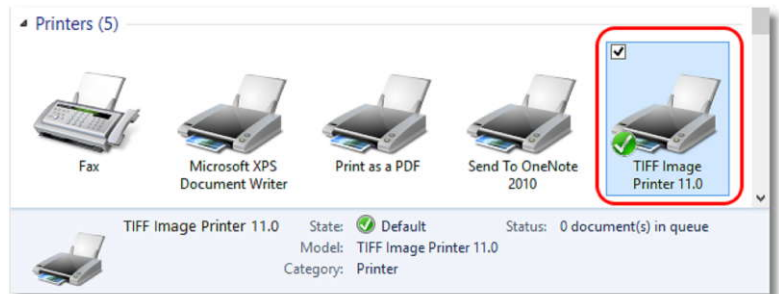 Printers (5)
Fax
Microsoft XPS
Document Writer
Print as a PDF
Send To OneNote
2010
TIFF Image
Printer 11.0
TIFF Image Printer 11.0
State: Default
Status: 0 document(s) in queue
Model: TIFF Image Printer 11.0
Category: Printer